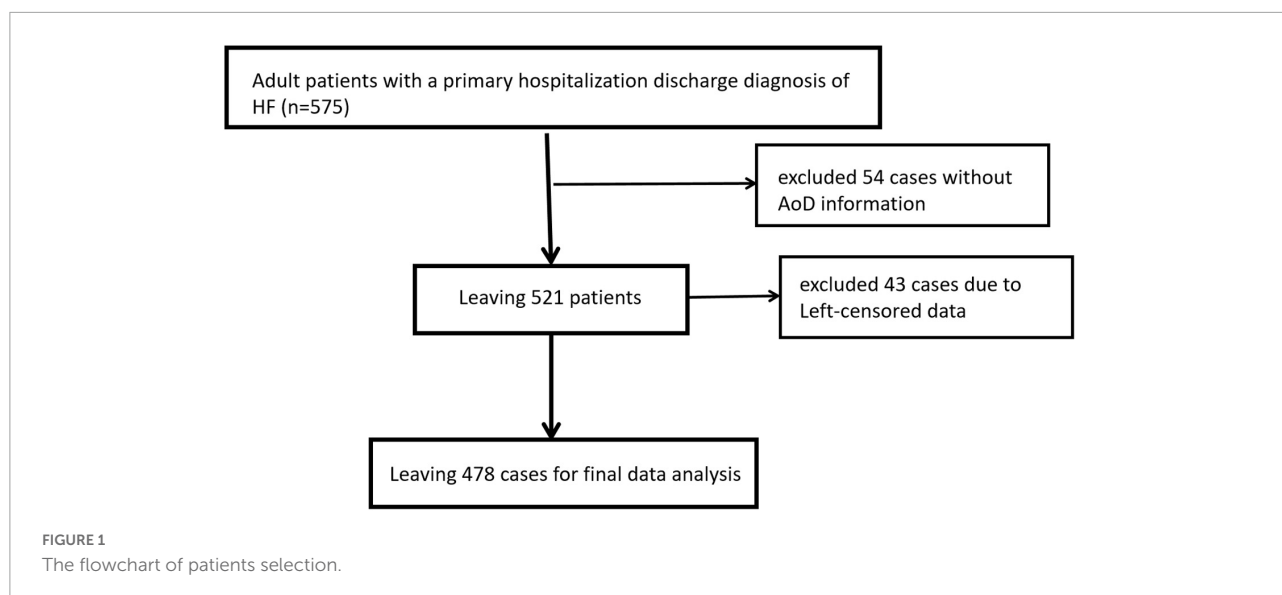 Adult patients with a primary hospitalization discharge diagnosis of
HF (n=575)
excluded 54 cases without
AoD information
Leaving 521 patients
excluded 43 cases due to
Left-censored data
Leaving 478 cases for final data analysis
FIGURE 1
The flowchart of patients selection.